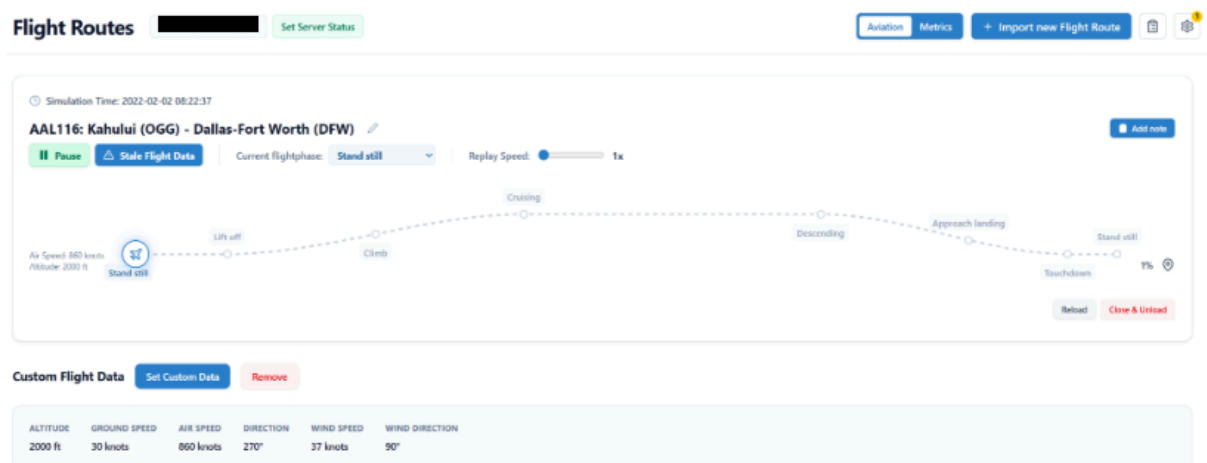 Flight Routes
Set Server Status
Aviation
Metrics
+ Import new Flight Route
1
Simulation Time: 2022-02-02 08:22:37
AAL116: Kahului (OGG) - Dallas-Fort Worth (DFW)
Add note
Pause
Stale Flight Data
Current flightphase: Stand still
Replay Speed: 1x
Cruising
Lift off
Climb
Descending
Approach landing
Stand still
Air Speed: 860 knots
Altitude: 2000 ft
Stand still
Touchdown
1%
Reload
Close & Unload
Custom Flight Data
Set Custom Data
Remove
ALTITUDE GROUND SPEED AIR SPEED DIRECTION WIND SPEED WIND DIRECTION
2000 ft 30 knots 860 knots 270° 37 knots 90°